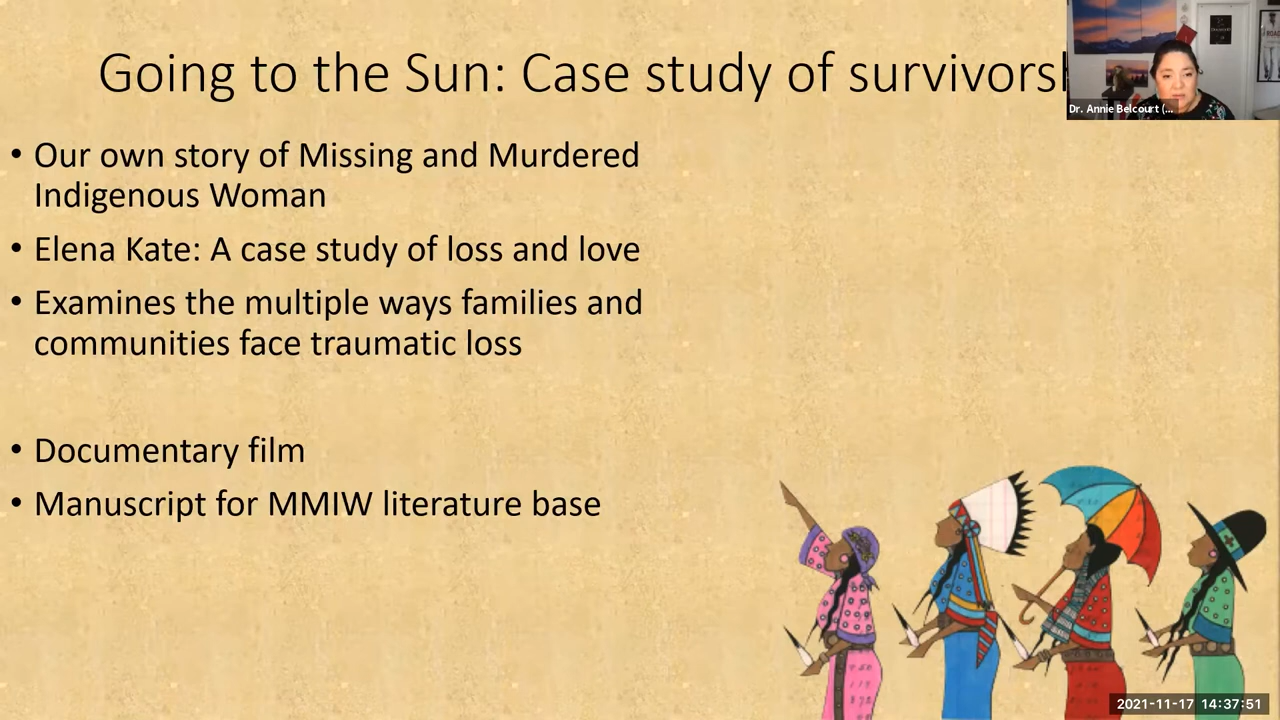 Going to the Sun: Case study of
Dr. Annie Belcourt (...
• Our own story of Missing and Murdered
Indigenous Woman
• Elena Kate: A case study of loss and love
• Examines the multiple ways families and
communities face traumatic loss
• Documentary film
• Manuscript for MMIW literature base
2021-11-17 14:37:51